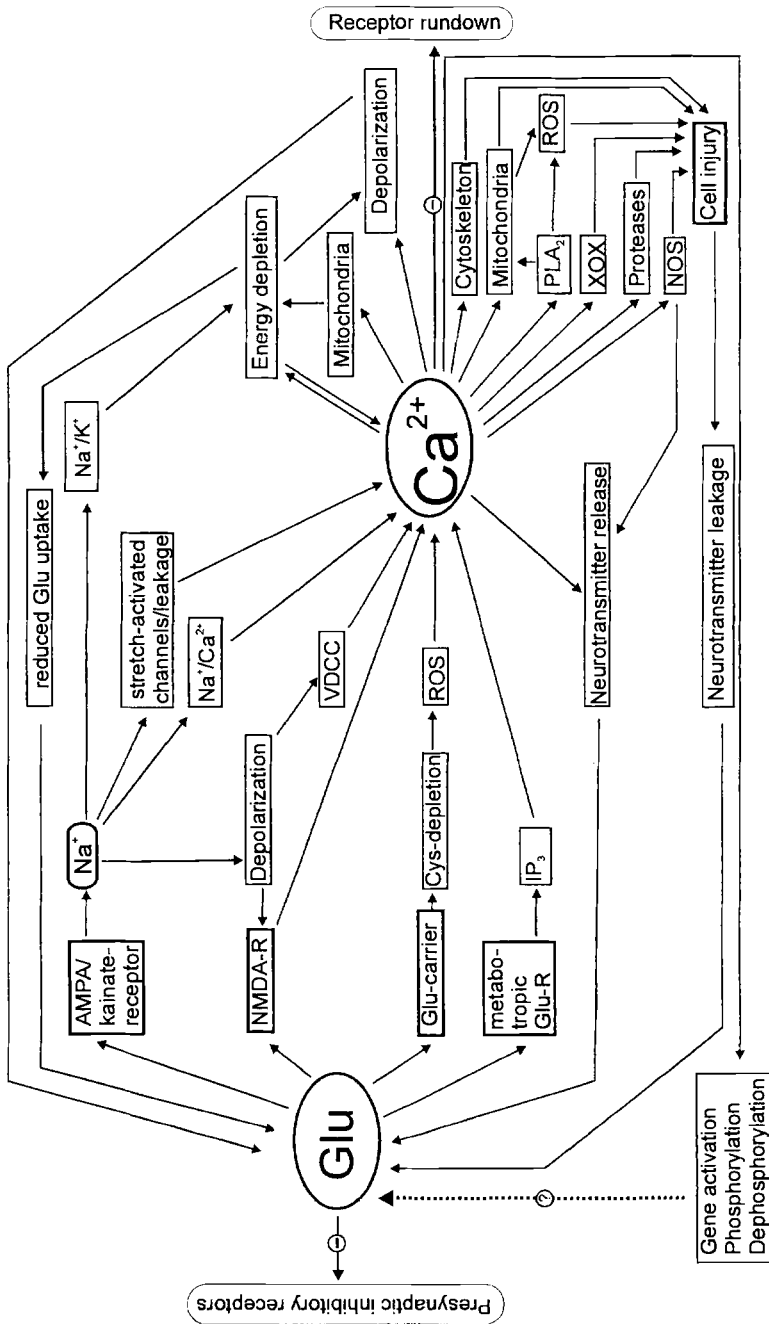 Presynaptic inhibitory receptors
−
Glu
AMPA/
kainate-
receptor
NMDA-R
Glu-carrier
metabo-
tropic
Glu-R
Gene activation
Phosphorylation
Dephosphorylation
?
Na⁺
Depolarization
Cys-depletion
IP₃
reduced Glu uptake
Na⁺/K⁺
stretch-activated
channels/leakage
Na⁺/Ca²⁺
VDCC
ROS
Neurotransmitter release
Neurotransmitter leakage
Ca²⁺
Energy depletion
Mitochondria
Depolarization
−
Receptor rundown
Cytoskeleton
Mitochondria
ROS
PLA₂
XOX
Proteases
NOS
Cell injury